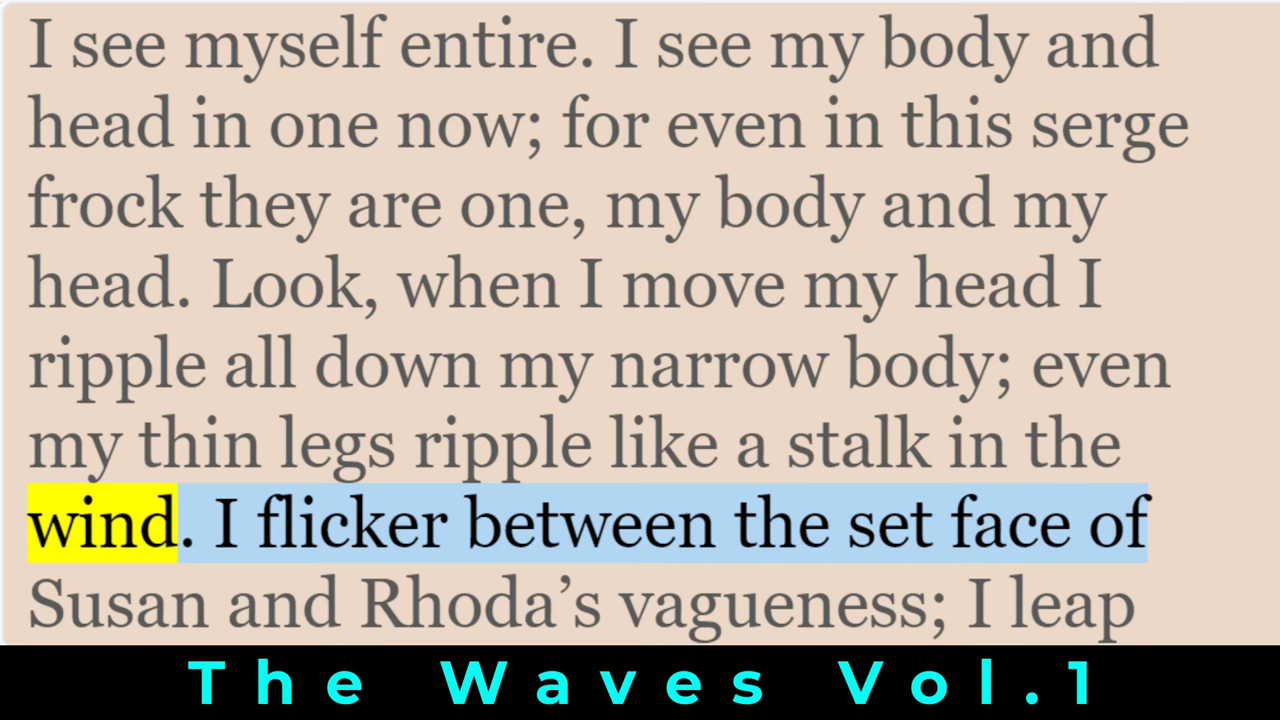 I see myself entire. I see my body and
head in one now; for even in this serge
frock they are one, my body and my
head. Look, when I move my head I
ripple all down my narrow body; even
my thin legs ripple like a stalk in the
wind. I flicker between the set face of
Susan and Rhoda’s vagueness; I leap
The Waves Vol.1